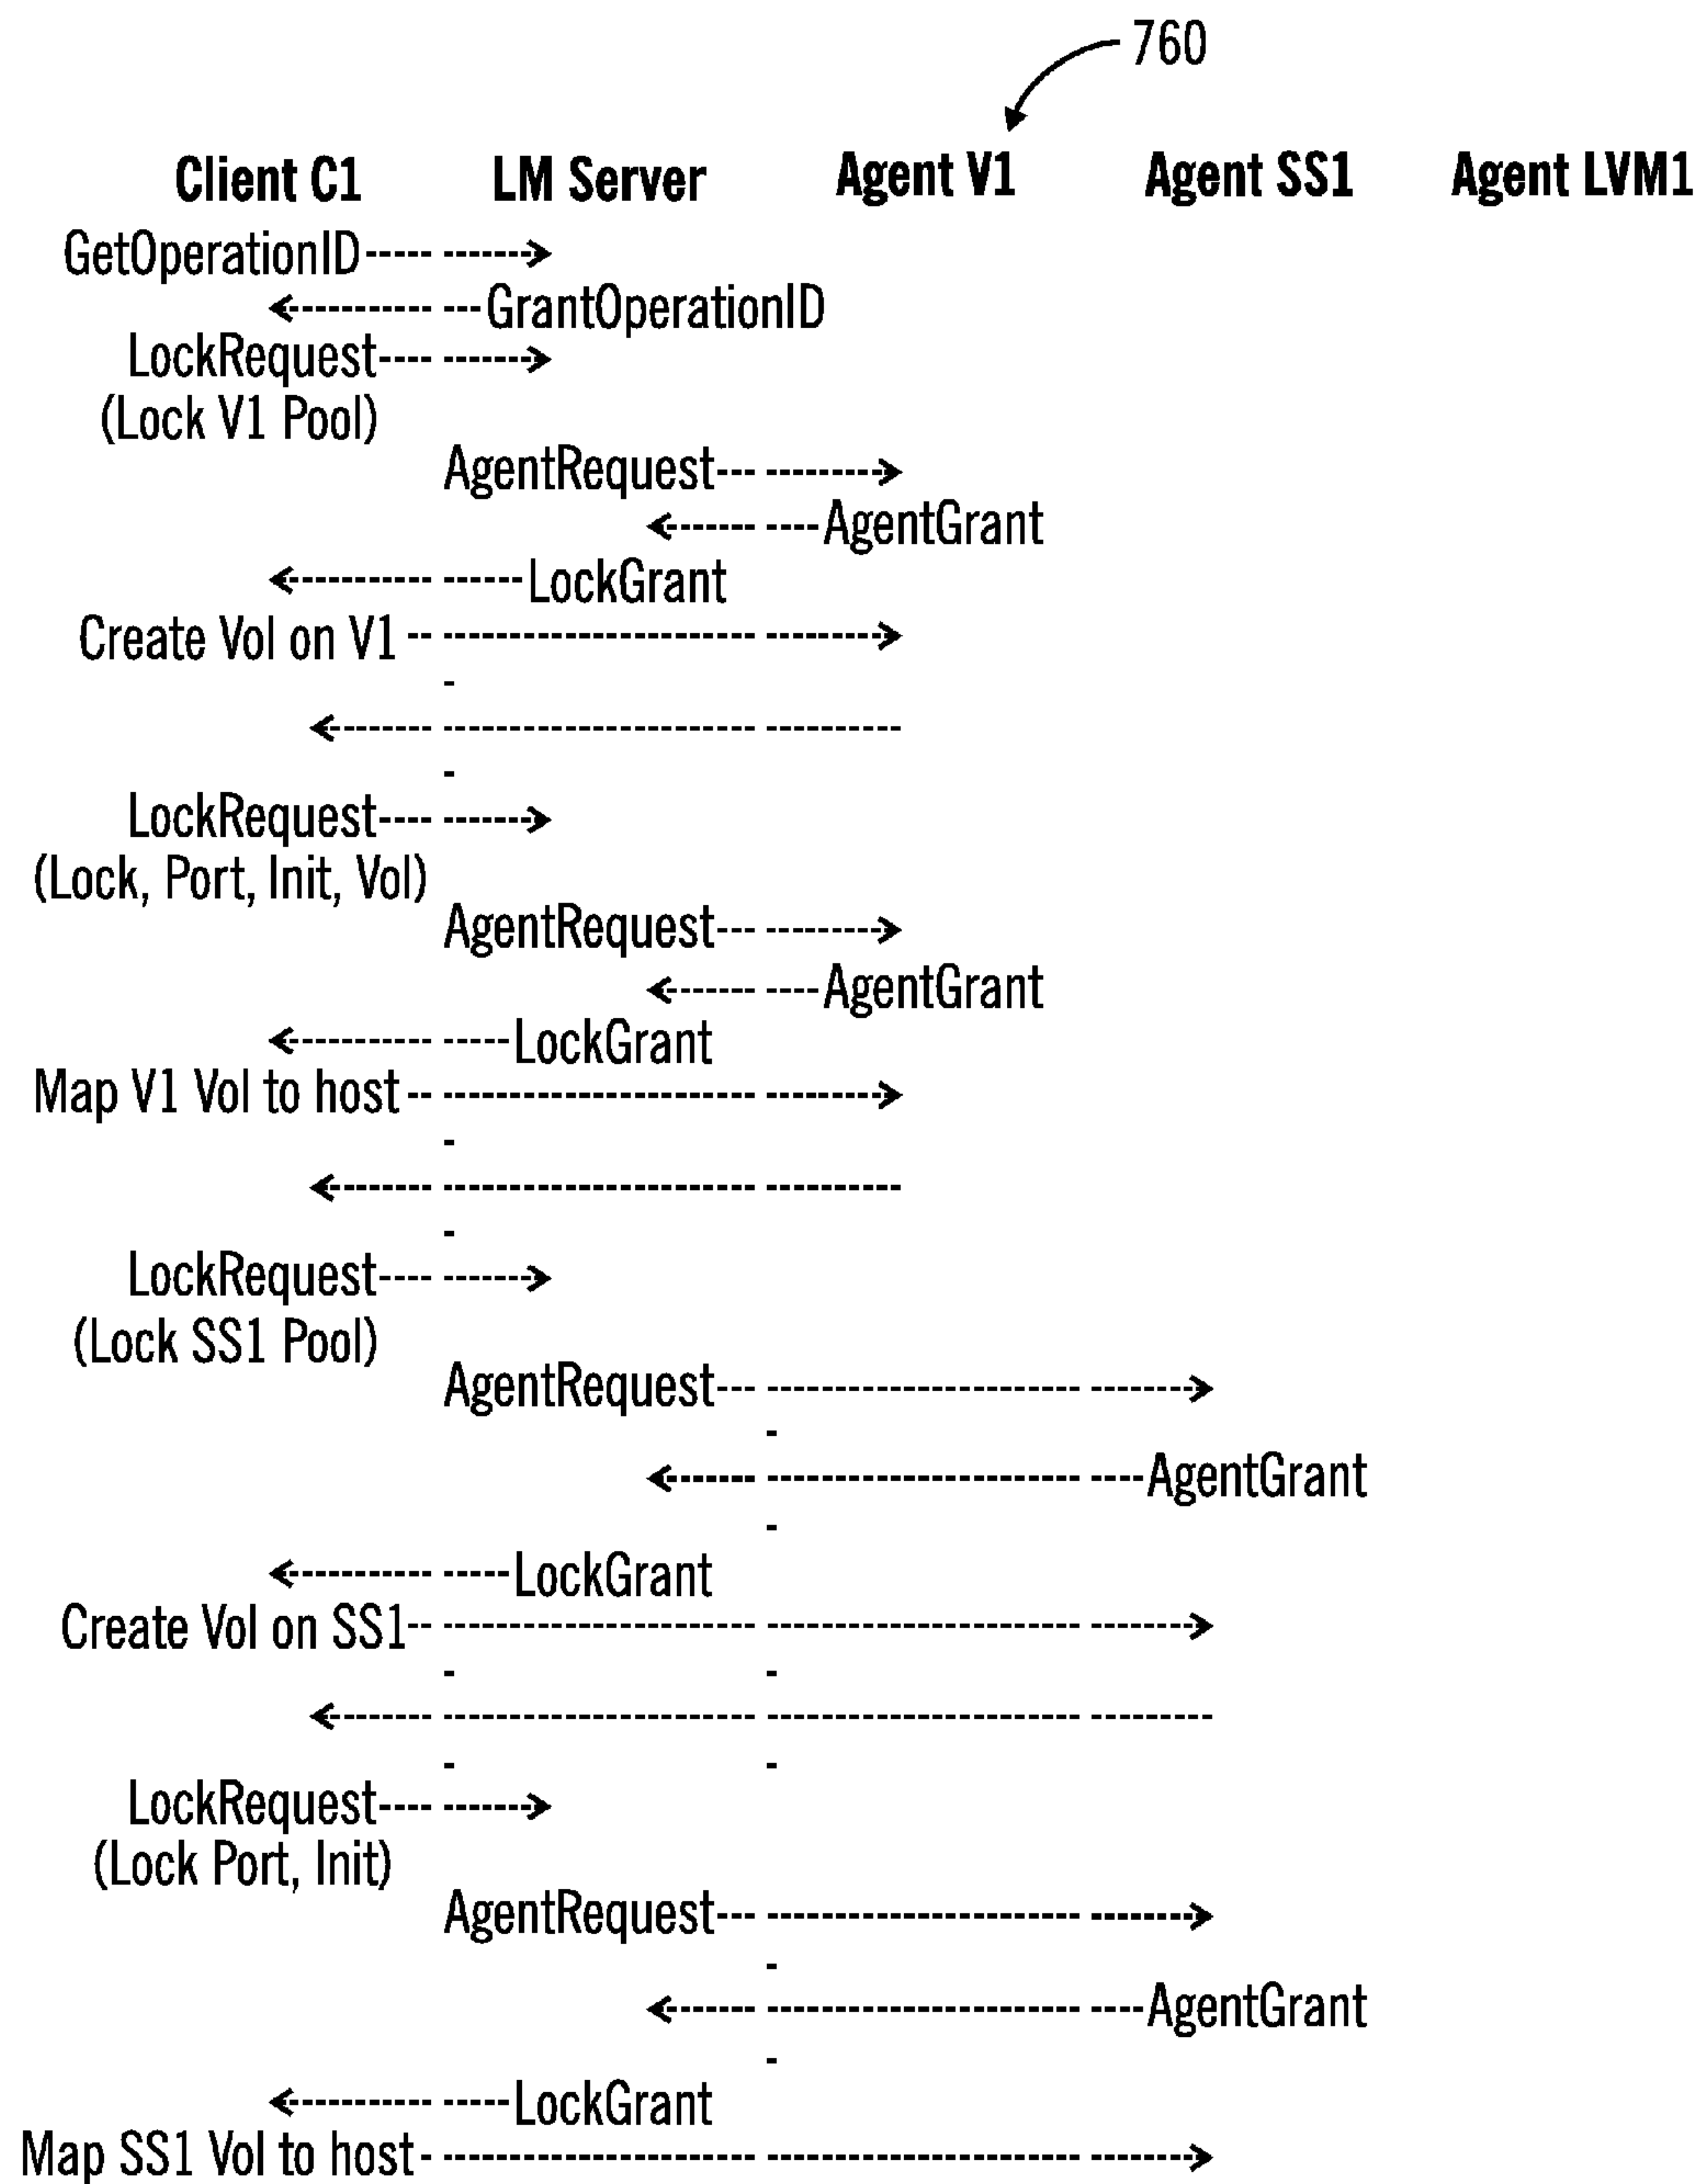 760
Client C1 LM Server Agent V1 Agent SS1 Agent LVM1
GetOperationID
GrantOperationID
LockRequest
(Lock V1 Pool)
AgentRequest
AgentGrant
LockGrant
Create Vol on V1
LockRequest
(Lock, Port, Init, Vol)
AgentRequest
AgentGrant
LockGrant
Map V1 Vol to host
LockRequest
(Lock SS1 Pool)
AgentRequest
AgentGrant
LockGrant
Create Vol on SS1
LockRequest
(Lock Port, Init)
AgentRequest
AgentGrant
LockGrant
Map SS1 Vol to host